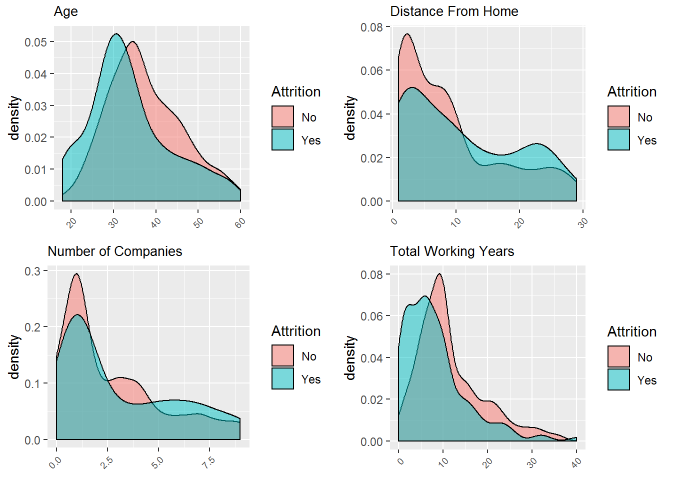 Age
density
0.05
0.04
0.03
0.02
0.01
0.00
20
30
40
50
60
Attrition
No
Yes
Distance From Home
density
0.08
0.06
0.04
0.02
0.00
0
10
20
30
Attrition
No
Yes
Number of Companies
density
0.3
0.2
0.1
0.0
0.0
2.5
5.0
7.5
Attrition
No
Yes
Total Working Years
density
0.08
0.06
0.04
0.02
0.00
0
10
20
30
40
Attrition
No
Yes